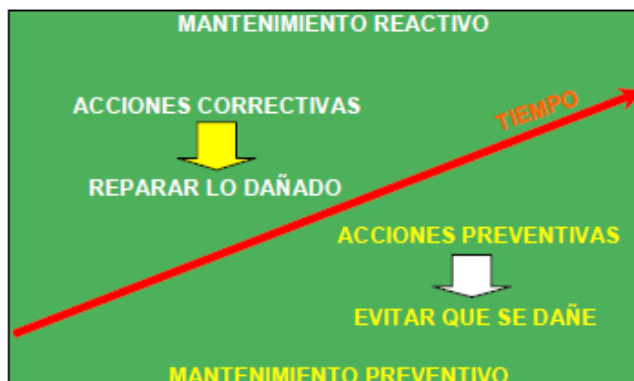 MANTENIMIENTO REACTIVO
TIEMPO
ACCIONES CORRECTIVAS
REPARAR LO DAÑADO
ACCIONES PREVENTIVAS
EVITAR QUE SE DAÑE
MANTENIMIENTO PREVENTIVO